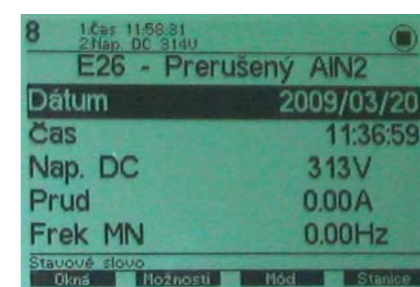 8 1.Čas 11:58:31
2.Nap. DC 314V
E26 - Prerušený AIN2
Dátum 2009/03/20
Čas 11:36:59
Nap. DC 313V
Prud 0.00A
Frek MN 0.00Hz
Stavové slovo
Okná Možnosti Mód Stanice